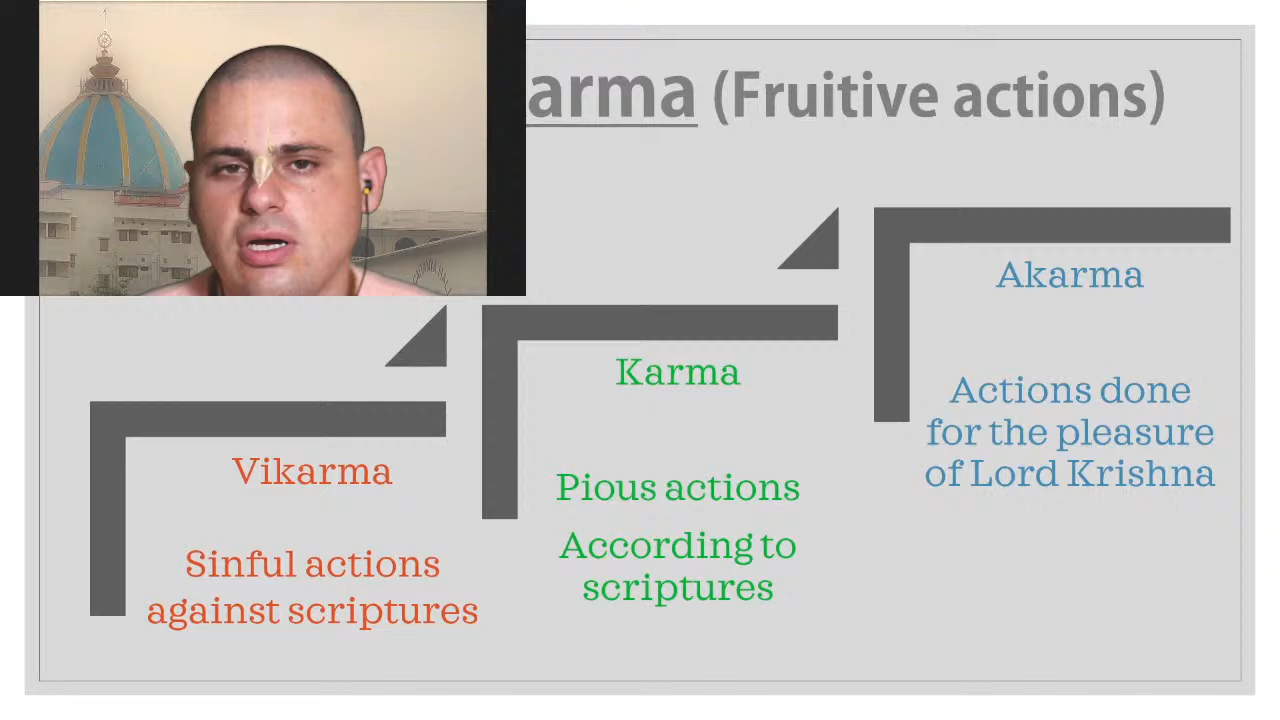 arma (Fruitive actions)
Akarma
Actions done
for the pleasure
of Lord Krishna
Karma
Pious actions
According to
scriptures
Vikarma
Sinful actions
against scriptures